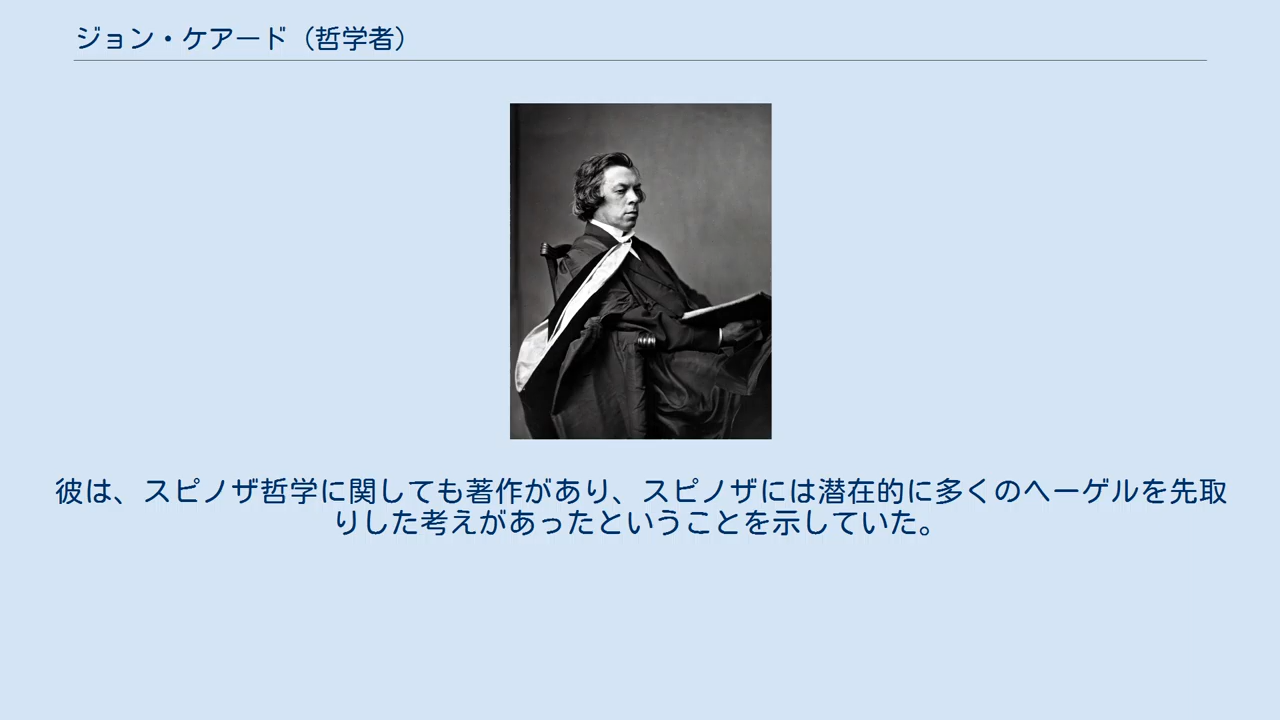 ジョン・ケアード（哲学者）
彼は、スピノザ哲学に関しても著作があり、スピノザには潜在的に多くのヘーゲルを先取
りした考えがあったということを示していた。